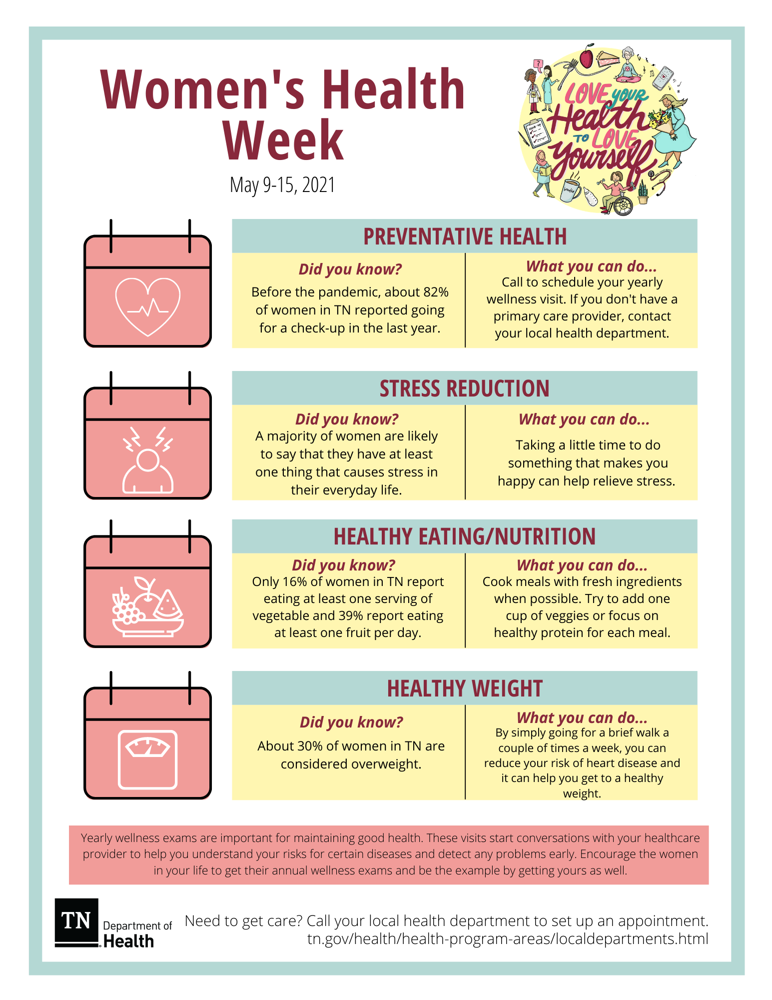 Women's Health
Week
May 9-15, 2021
?
LOVE YOUR
Health
TO LOVE
Yourself
CHECK-UP
breathe
PREVENTATIVE HEALTH
Did you know?
Before the pandemic, about 82%
of women in TN reported going
for a check-up in the last year.
What you can do...
Call to schedule your yearly
wellness visit. If you don't have a
primary care provider, contact
your local health department.
STRESS REDUCTION
Did you know?
A majority of women are likely
to say that they have at least
one thing that causes stress in
their everyday life.
What you can do...
Taking a little time to do
something that makes you
happy can help relieve stress.
HEALTHY EATING/NUTRITION
Did you know?
Only 16% of women in TN report
eating at least one serving of
vegetable and 39% report eating
at least one fruit per day.
What you can do...
Cook meals with fresh ingredients
when possible. Try to add one
cup of veggies or focus on
healthy protein for each meal.
HEALTHY WEIGHT
Did you know?
About 30% of women in TN are
considered overweight.
What you can do...
By simply going for a brief walk a
couple of times a week, you can
reduce your risk of heart disease and
it can help you get to a healthy
weight.
Yearly wellness exams are important for maintaining good health. These visits start conversations with your healthcare
provider to help you understand your risks for certain diseases and detect any problems early. Encourage the women
in your life to get their annual wellness exams and be the example by getting yours as well.
TN
Department of
Health
Need to get care? Call your local health department to set up an appointment.
tn.gov/health/health-program-areas/localdepartments.html